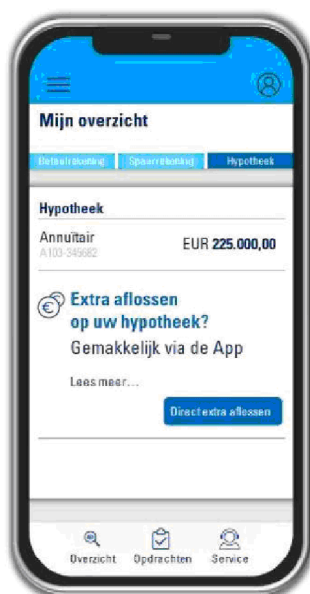 Mijn overzicht
Betaalrekening Spaarrekening Hypotheek
Hypotheek
Annuïtair EUR 225.000,00
A103-345682
Extra aflossen
op uw hypotheek?
Gemakkelijk via de App
Lees meer...
Direct extra aflossen
Overzicht Opdrachten Service